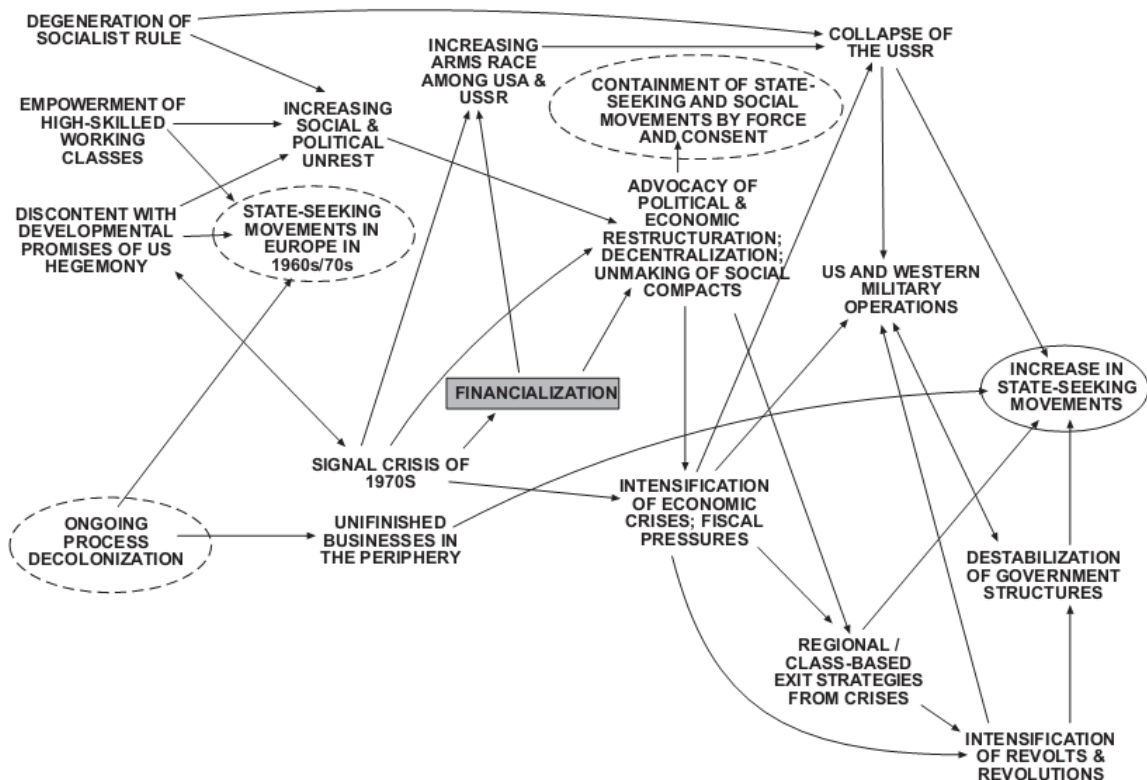 DEGENERATION OF
SOCIALIST RULE
INCREASING
ARMS RACE
AMONG USA &
USSR
COLLAPSE OF
THE USSR
CONTAINMENT OF STATE-
SEEKING AND SOCIAL
MOVEMENTS BY FORCE
AND CONSENT
EMPOWERMENT OF
HIGH-SKILLED
WORKING
CLASSES
INCREASING
SOCIAL &
POLITICAL
UNREST
DISCONTENT WITH
DEVELOPMENTAL
PROMISES OF US
HEGEMONY
STATE-SEEKING
MOVEMENTS IN
EUROPE IN
1960s/70s
ADVOCACY OF
POLITICAL &
ECONOMIC
RESTRUCTURATION;
DECENTRALIZATION;
UNMAKING OF SOCIAL
COMPACTS
US AND WESTERN
MILITARY
OPERATIONS
FINANCIALIZATION
INCREASE IN
STATE-SEEKING
MOVEMENTS
SIGNAL CRISIS OF
1970S
INTENSIFICATION
OF ECONOMIC
CRISES; FISCAL
PRESSURES
ONGOING
PROCESS
DECOLONIZATION
UNIFINISHED
BUSINESSES IN
THE PERIPHERY
DESTABILIZATION
OF GOVERNMENT
STRUCTURES
REGIONAL /
CLASS-BASED
EXIT STRATEGIES
FROM CRISES
INTENSIFICATION
OF REVOLTS &
REVOLUTIONS